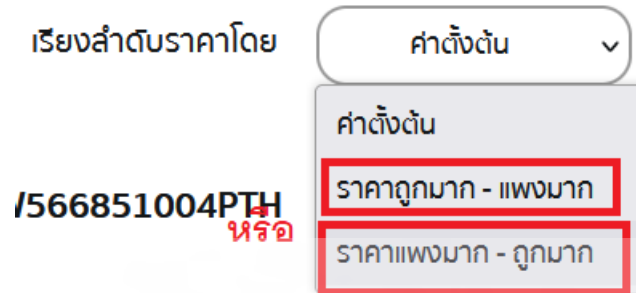 เรียงลำดับราคาโดย
ค่าตั้งต้น
ค่าตั้งต้น
ราคาถูกมาก - แพงมาก
/566851004PTH
หรือ
ราคาแพงมาก - ถูกมาก